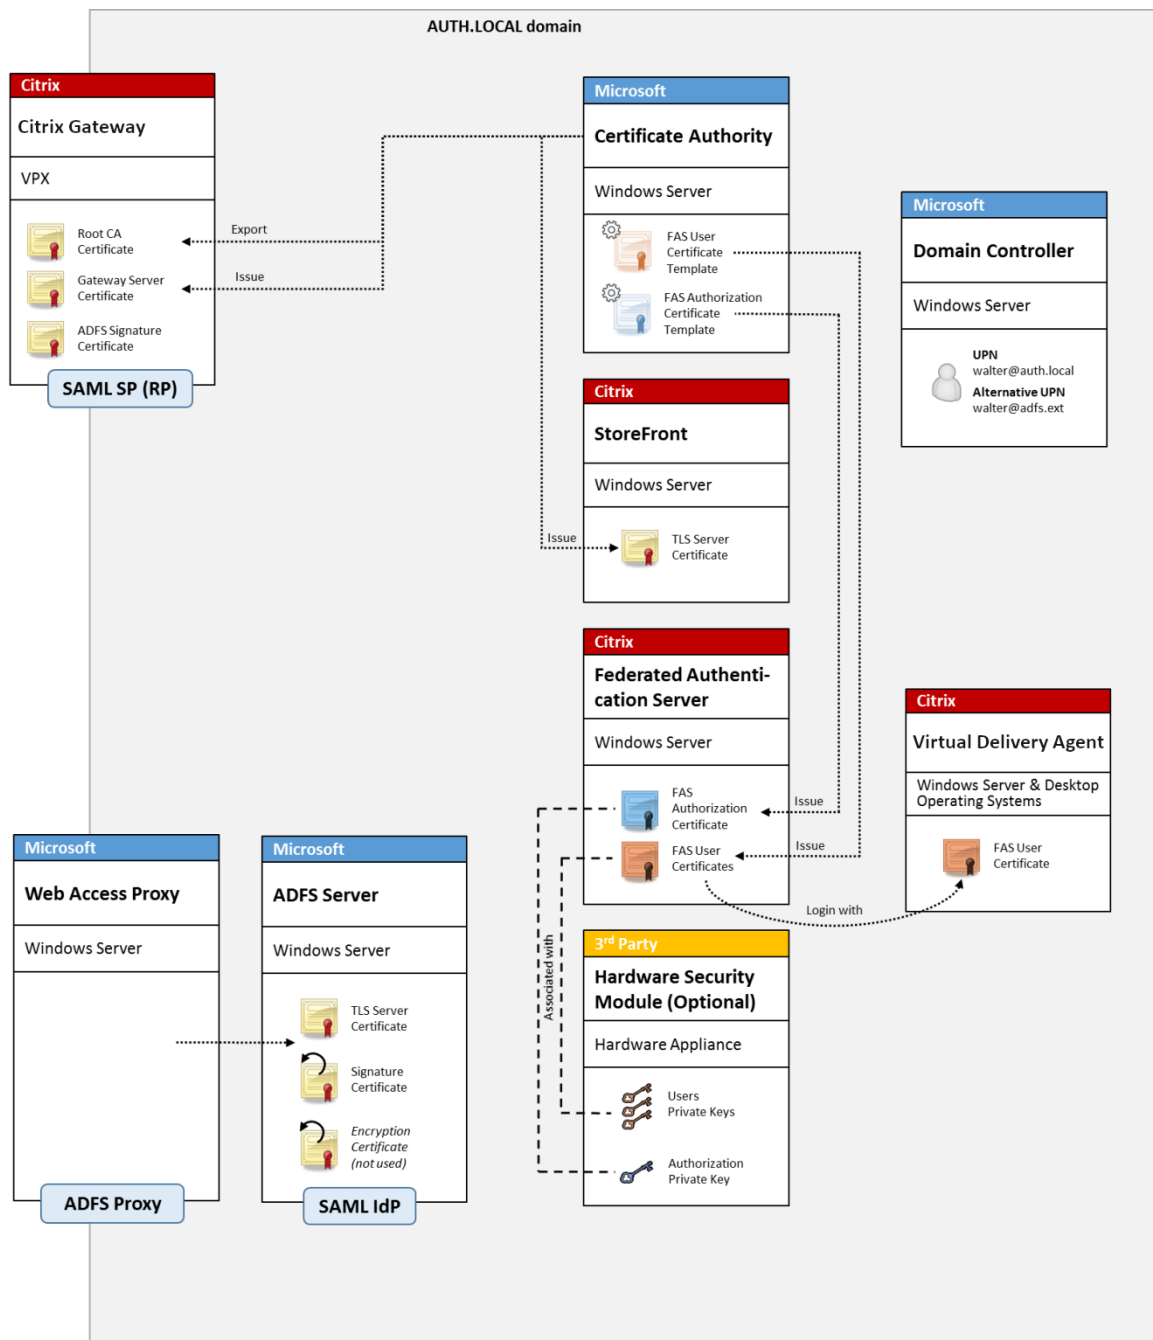 AUTH.LOCAL domain
Citrix
Citrix Gateway
VPX
Root CA
Certificate
Gateway Server
Certificate
ADFS Signature
Certificate
SAML SP (RP)
Export
Issue
Microsoft
Certificate Authority
Windows Server
FAS User
Certificate
Template
FAS Authorization
Certificate
Template
Microsoft
Domain Controller
Windows Server
UPN
walter@auth.local
Alternative UPN
walter@adfs.ext
Citrix
StoreFront
Windows Server
Issue
TLS Server
Certificate
Citrix
Federated Authenti-
cation Server
Windows Server
FAS
Authorization
Certificate
FAS User
Certificates
Issue
Issue
Login with
Citrix
Virtual Delivery Agent
Windows Server & Desktop
Operating Systems
FAS User
Certificate
Microsoft
Web Access Proxy
Windows Server
ADFS Proxy
Microsoft
ADFS Server
Windows Server
TLS Server
Certificate
Signature
Certificate
Encryption
Certificate
(not used)
SAML IdP
Associated with
3rd Party
Hardware Security
Module (Optional)
Hardware Appliance
Users
Private Keys
Authorization
Private Key